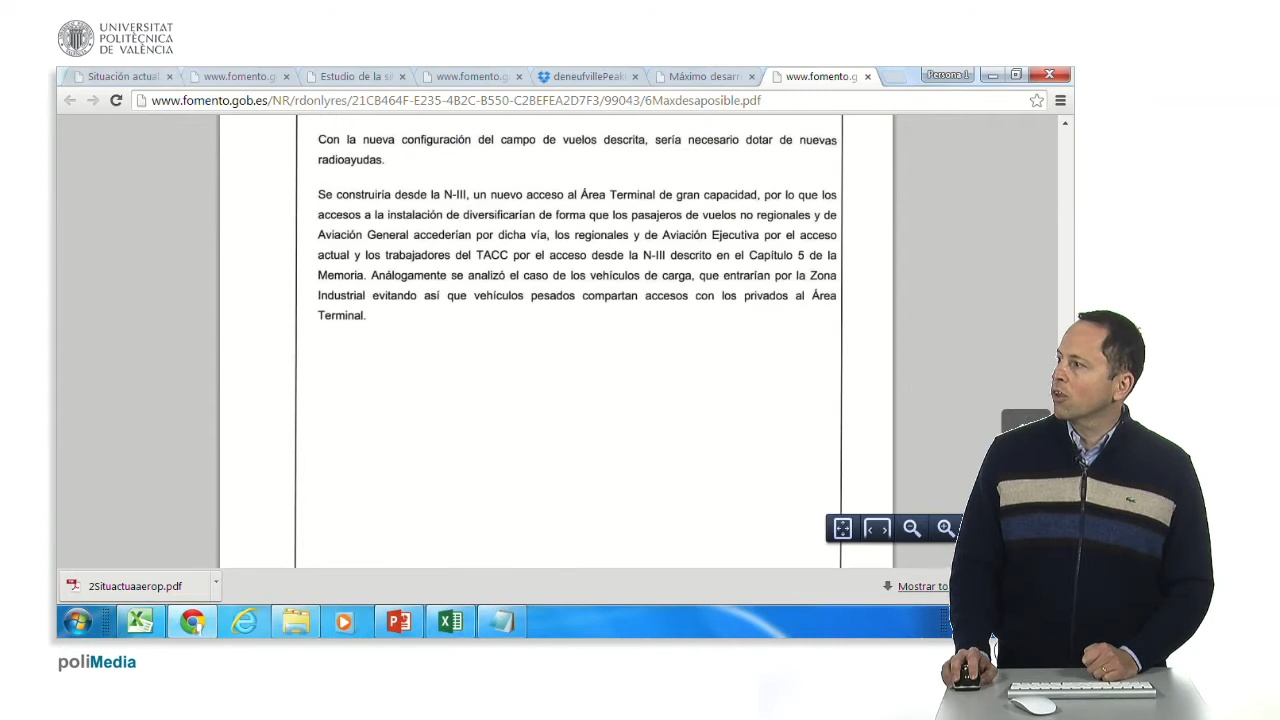 UNIVERSITAT
POLITÈCNICA
DE VALÈNCIA
Situación actual
www.fomento.g
Estudio de la si
www.fomento.g
deneufvillePeak
Máximo desarr
www.fomento.g
Persona 1
www.fomento.gob.es/NR/rdonlyres/21CB464F-E235-4B2C-B550-C2BEFEA2D7F3/99043/6Maxdesaposible.pdf
Con la nueva configuración del campo de vuelos descrita, sería necesario dotar de nuevas
radioayudas.
Se construiría desde la N-III, un nuevo acceso al Área Terminal de gran capacidad, por lo que los
accesos a la instalación de diversificarían de forma que los pasajeros de vuelos no regionales y de
Aviación General accederían por dicha vía, los regionales y de Aviación Ejecutiva por el acceso
actual y los trabajadores del TACC por el acceso desde la N-III descrito en el Capítulo 5 de la
Memoria. Análogamente se analizó el caso de los vehículos de carga, que entrarían por la Zona
Industrial evitando así que vehículos pesados compartan accesos con los privados al Área
Terminal.
2Situactuaaerop.pdf
Mostrar to
poliMedia